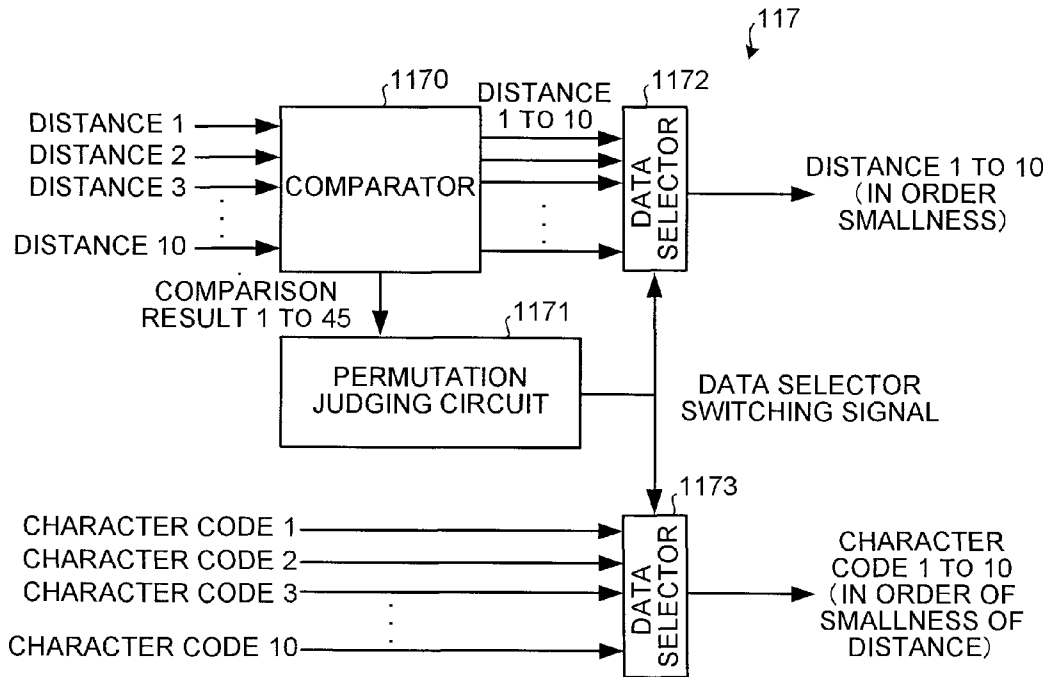 117
1170
DISTANCE
1 TO 10
1172
DISTANCE 1
DISTANCE 2
DISTANCE 3
DISTANCE 10
COMPARATOR
DATA
SELECTOR
DISTANCE 1 TO 10
(IN ORDER
SMALLNESS)
COMPARISON
RESULT 1 TO 45
1171
PERMUTATION
JUDGING CIRCUIT
DATA SELECTOR
SWITCHING SIGNAL
1173
CHARACTER CODE 1
CHARACTER CODE 2
CHARACTER CODE 3
CHARACTER CODE 10
DATA
SELECTOR
CHARACTER
CODE 1 TO 10
(IN ORDER OF
SMALLNESS OF
DISTANCE)